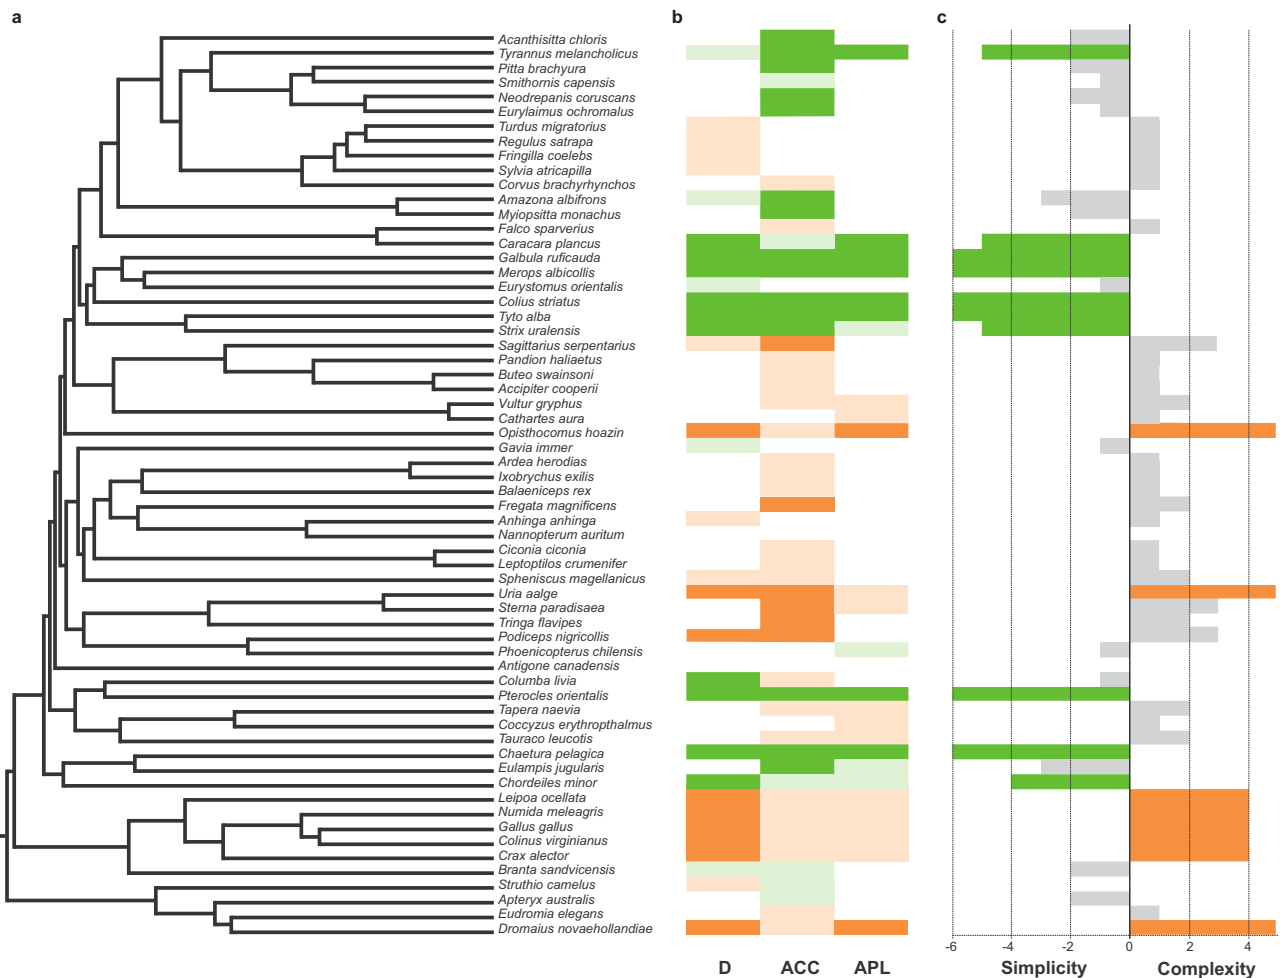 a
b
c
Acanthisitta chloris
Tyrannus melancholicus
Pitta brachyura
Smithornis capensis
Neodrepanis coruscans
Eurylaimus ochromalus
Turdus migratorius
Regulus satrapa
Fringilla coelebs
Sylvia atricapilla
Corvus brachyrhynchos
Amazona albifrons
Myiopsitta monachus
Falco sparverius
Caracara plancus
Galbula ruficauda
Merops albicollis
Eurystomus orientalis
Colius striatus
Tyto alba
Strix uralensis
Sagittarius serpentarius
Pandion haliaetus
Buteo swainsoni
Accipiter cooperii
Vultur gryphus
Cathartes aura
Opisthocomus hoazin
Gavia immer
Ardea herodias
Ixobrychus exilis
Balaeniceps rex
Fregata magnificens
Anhinga anhinga
Nannopterum auritum
Ciconia ciconia
Leptoptilos crumenifer
Spheniscus magellanicus
Uria aalge
Sterna paradisaea
Tringa flavipes
Podiceps nigricollis
Phoenicopterus chilensis
Antigone canadensis
Columba livia
Pterocles orientalis
Tapera naevia
Coccyzus erythropthalmus
Tauraco leucotis
Chaetura pelagica
Eulampis jugularis
Chordeiles minor
Leipoa ocellata
Numida meleagris
Gallus gallus
Colinus virginianus
Crax alector
Branta sandvicensis
Struthio camelus
Apteryx australis
Eudromia elegans
Dromaius novaehollandiae
-6 -4 -2 0 2 4
D ACC APL
Simplicity Complexity